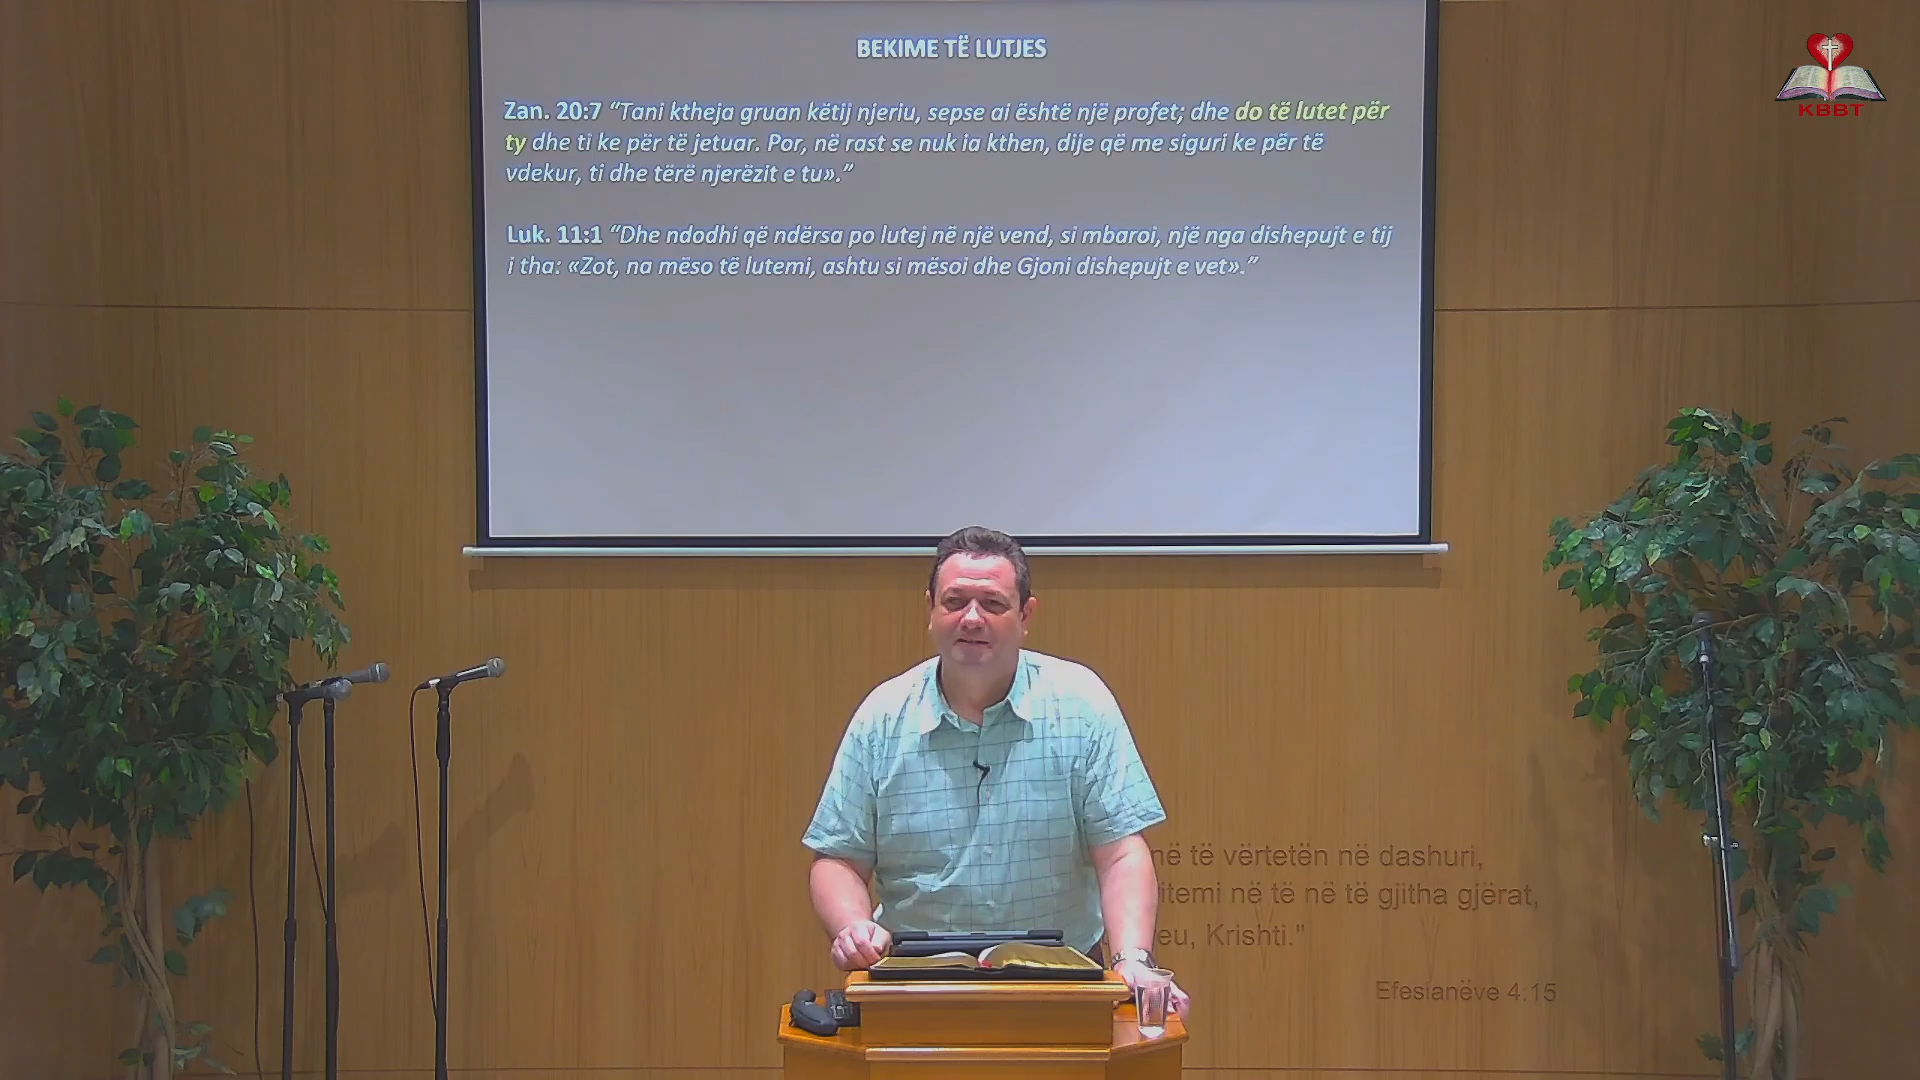 BEKIME TË LUTJES
Zan. 20:7 “Tani ktheja gruan këtij njeriu, sepse ai është një profet; dhe do të lutet për
ty dhe ti ke për të jetuar. Por, në rast se nuk ia kthen, dije që me siguri ke për të
vdekur, ti dhe tërë njerëzit e tu».”
Luk. 11:1 “Dhe ndodhi që ndërsa po lutej në një vend, si mbaroi, një nga dishepujt e tij
i tha: «Zot, na mëso të lutemi, ashtu si mësoi dhe Gjoni dishepujt e vet».”
KBBT
në të vërtetën në dashuri,
në të në të gjitha gjërat,
Krishti."
Efesianëve 4:15